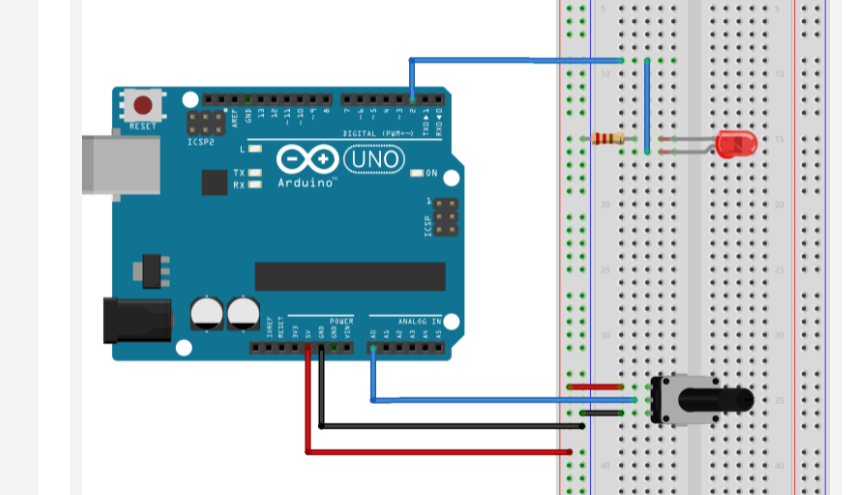 5
5
10
10
RESET
ICSP2
AREF
GND
13
12
~11
~10
~9
8
7
~6
~5
4
~3
2
TX▶1
RX◀0
DIGITAL (PWM=~)
L
TX
RX
UNO
Arduino™
ON
1
ICSP
15
15
20
20
25
25
30
30
35
35
40
40
POWER
ANALOG IN
IOREF
RESET
3V3
5V
GND
GND
VIN
A0
A1
A2
A3
A4
A5